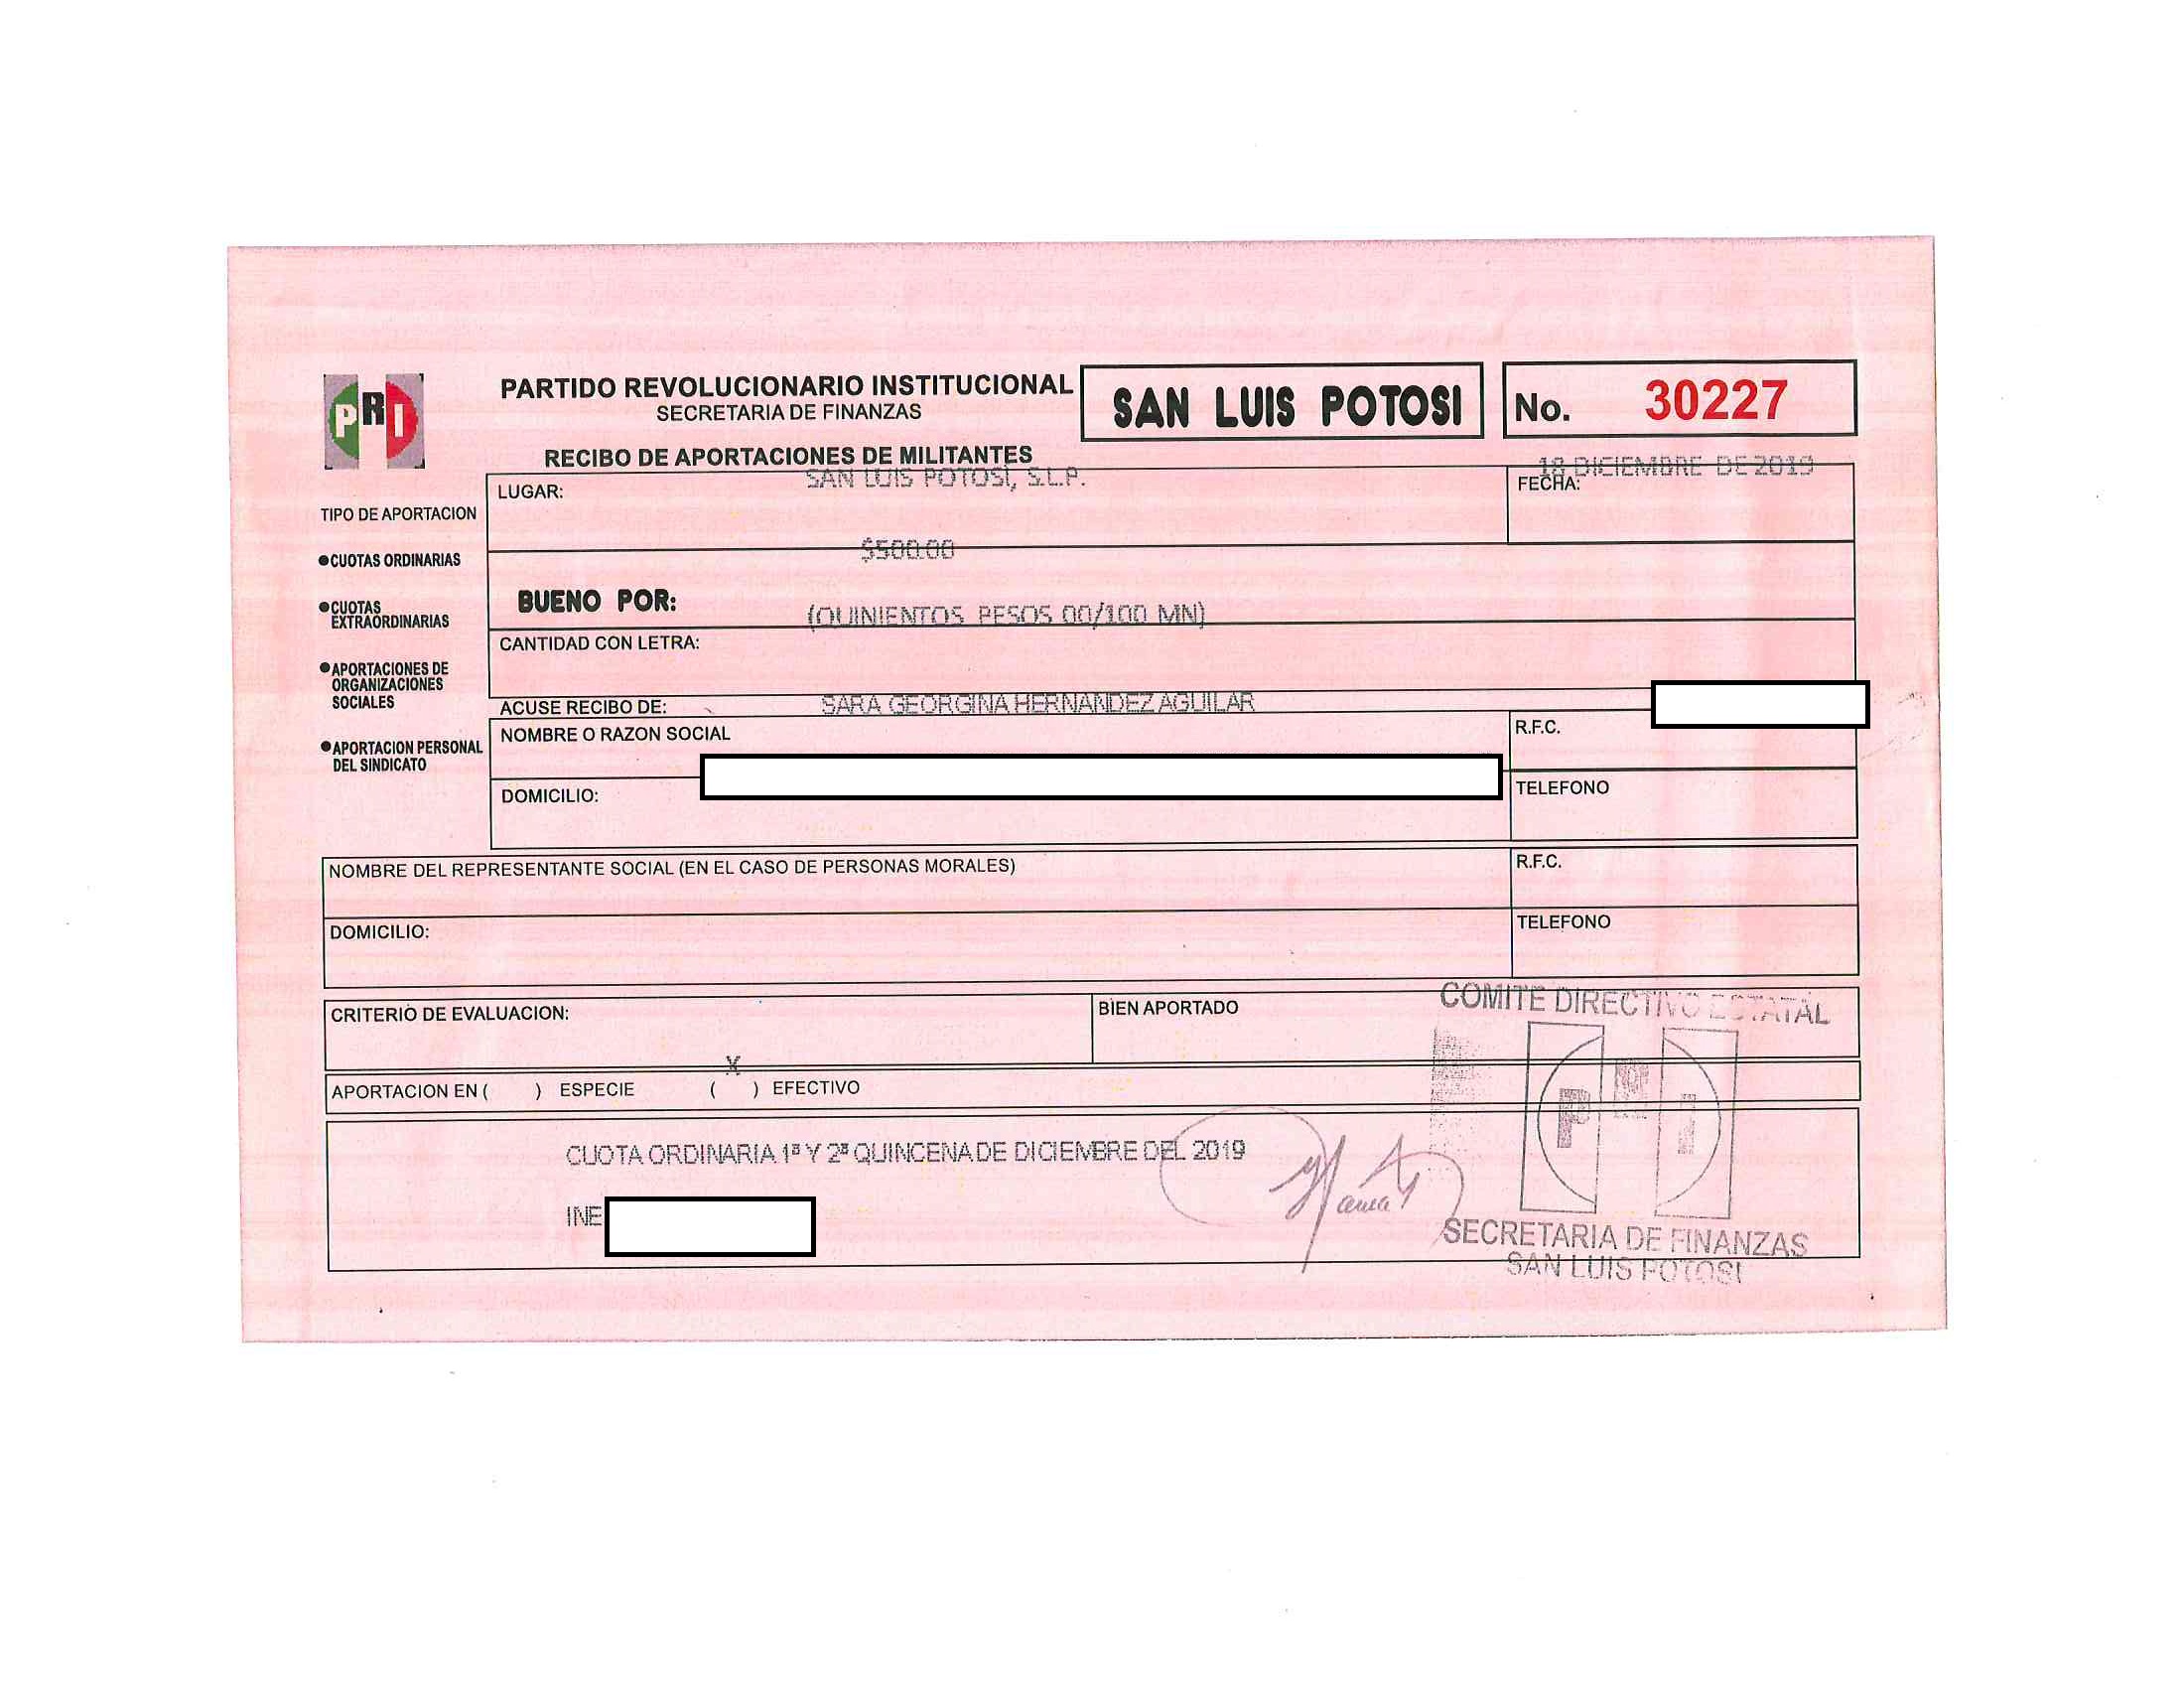 PRI
PARTIDO REVOLUCIONARIO INSTITUCIONAL
SECRETARIA DE FINANZAS
RECIBO DE APORTACIONES DE MILITANTES
SAN LUIS POTOSI
No. 30227
LUGAR: SAN LUIS POTOSI, S.L.P.
FECHA: 18 DICIEMBRE DE 2019
TIPO DE APORTACION
CUOTAS ORDINARIAS
CUOTAS
EXTRAORDINARIAS
APORTACIONES DE
ORGANIZACIONES
SOCIALES
APORTACION PERSONAL
DEL SINDICATO
$500.00
BUENO POR:
(QUINIENTOS PESOS 00/100 MN)
CANTIDAD CON LETRA:
ACUSE RECIBO DE: SARA GEORGINA HERNANDEZ AGUILAR
NOMBRE O RAZON SOCIAL
R.F.C.
DOMICILIO:
TELEFONO
NOMBRE DEL REPRESENTANTE SOCIAL (EN EL CASO DE PERSONAS MORALES)
R.F.C.
DOMICILIO:
TELEFONO
CRITERIO DE EVALUACION:
BIEN APORTADO
X
APORTACION EN ( ) ESPECIE ( ) EFECTIVO
CUOTA ORDINARIA 1ª Y 2ª QUINCENA DE DICIEMBRE DEL 2019
INE
COMITE DIRECTIVO ESTATAL
PRI
SECRETARIA DE FINANZAS
SAN LUIS POTOSI